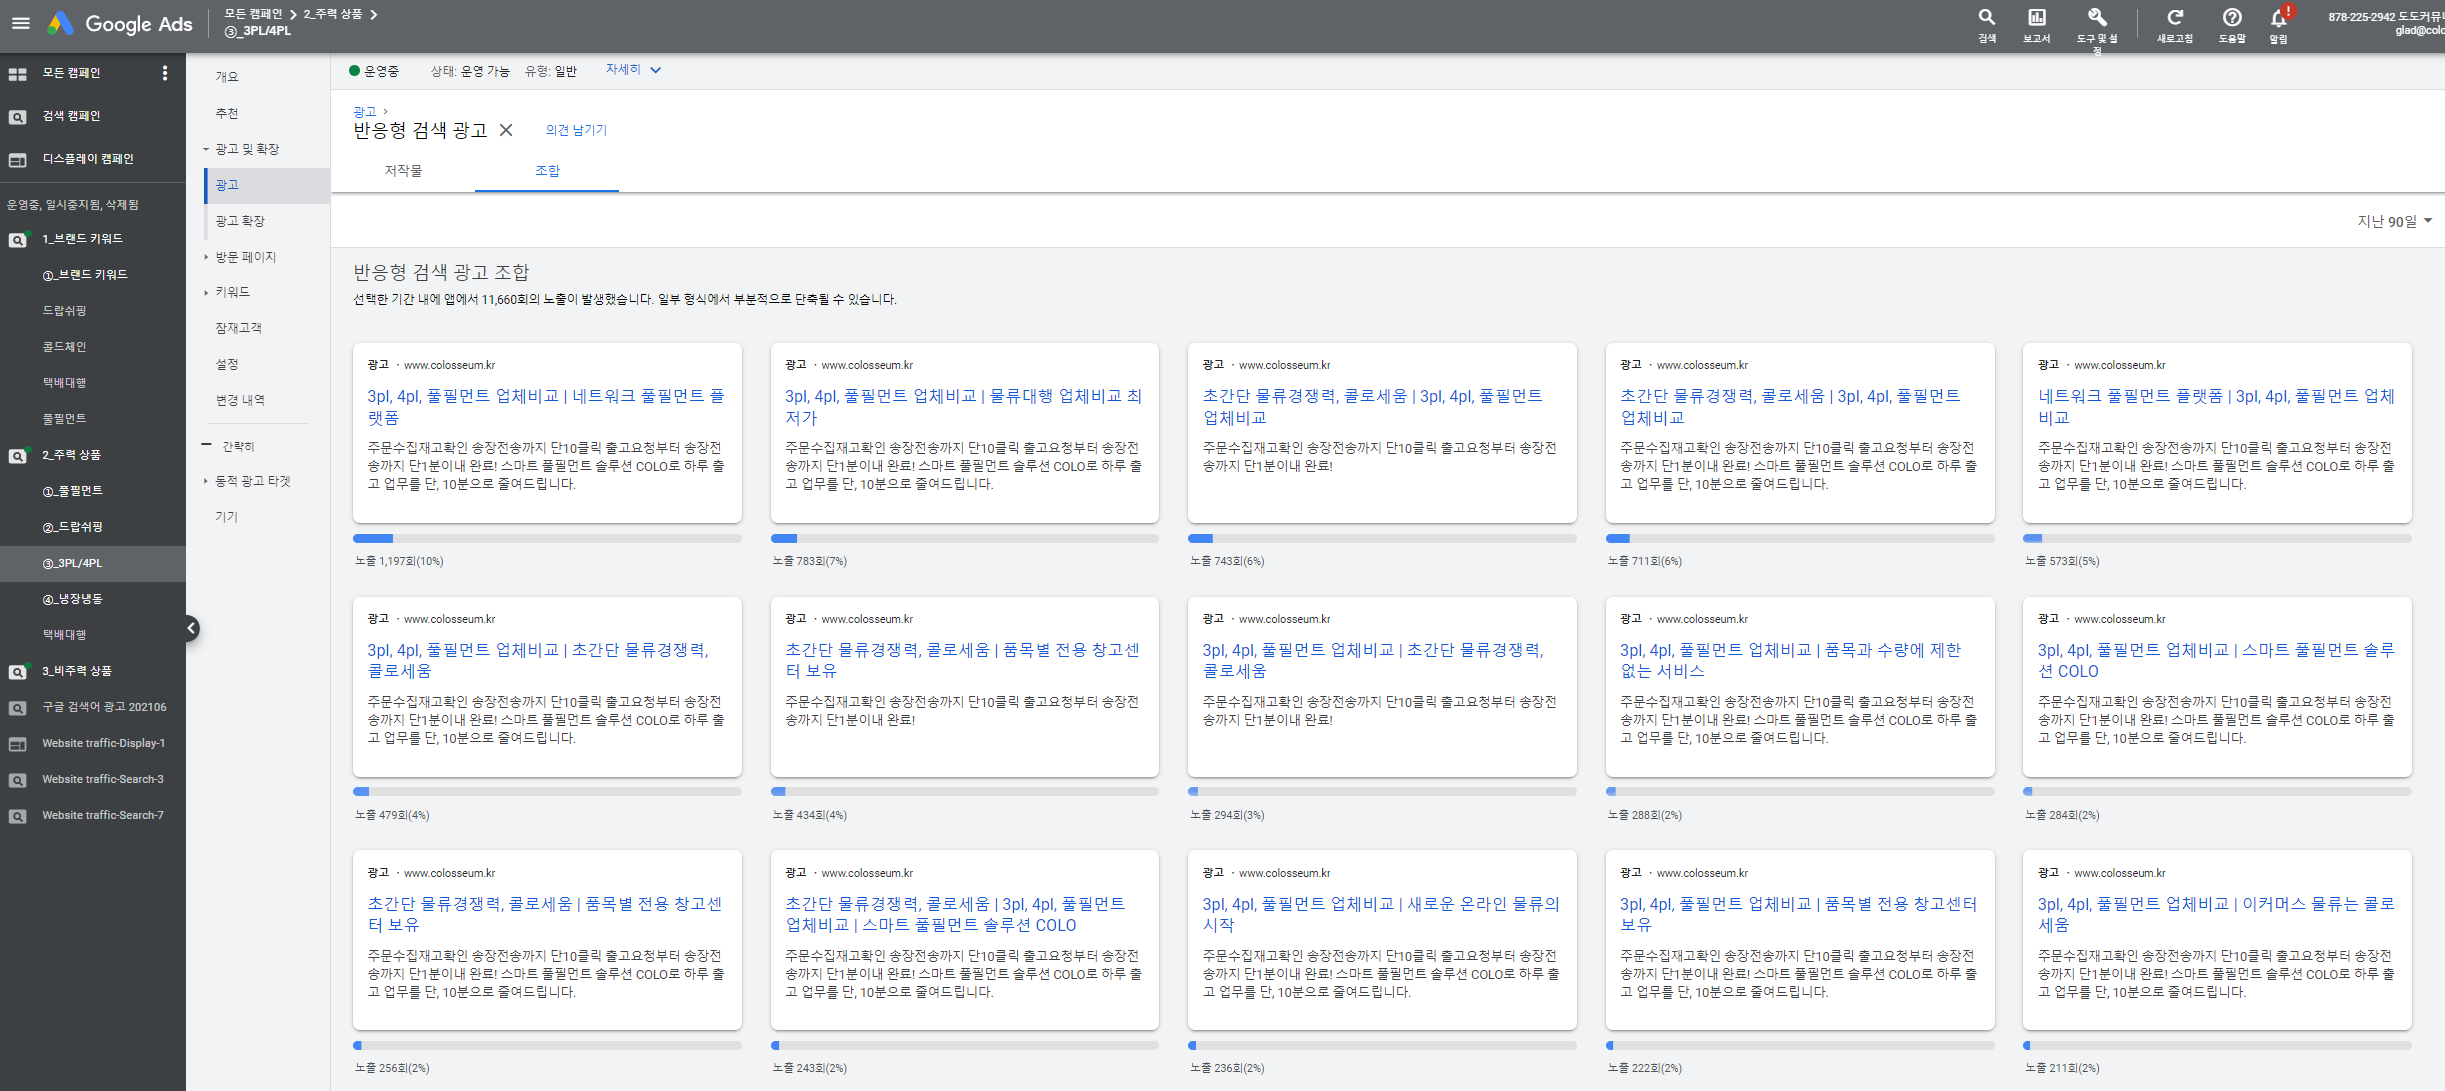 Google Ads
모든 캠페인 > 2_주력 상품 >
③_3PL/4PL
검색
보고서
도구 및 설
정
새로고침
도움말
!
알림
878-225-2942 도도커뮤니
glad@colo
모든 캠페인
검색 캠페인
디스플레이 캠페인
운영중, 일시중지됨, 삭제됨
1_브랜드 키워드
①_브랜드 키워드
드랍쉬핑
콜드체인
택배대행
풀필먼트
2_주력 상품
①_풀필먼트
②_드랍쉬핑
③_3PL/4PL
④_냉장냉동
택배대행
3_비주력 상품
구글 검색어 광고 202106
Website traffic-Display-1
Website traffic-Search-3
Website traffic-Search-7
개요
추천
광고 및 확장
광고
광고 확장
방문 페이지
키워드
잠재고객
설정
변경 내역
간략히
동적 광고 타겟
기기
운영중 상태: 운영 가능 유형: 일반 자세히
광고 >
반응형 검색 광고
의견 남기기
저작물
조합
지난 90일
반응형 검색 광고 조합
선택한 기간 내에 앱에서 11,660회의 노출이 발생했습니다. 일부 형식에서 부분적으로 단축될 수 있습니다.
광고 · www.colosseum.kr
3pl, 4pl, 풀필먼트 업체비교 | 네트워크 풀필먼트 플
랫폼
주문수집재고확인 송장전송까지 단10클릭 출고요청부터 송장전
송까지 단1분이내 완료! 스마트 풀필먼트 솔루션 COLO로 하루 출
고 업무를 단, 10분으로 줄여드립니다.
노출 1,197회(10%)
광고 · www.colosseum.kr
3pl, 4pl, 풀필먼트 업체비교 | 물류대행 업체비교 최
저가
주문수집재고확인 송장전송까지 단10클릭 출고요청부터 송장전
송까지 단1분이내 완료! 스마트 풀필먼트 솔루션 COLO로 하루 출
고 업무를 단, 10분으로 줄여드립니다.
노출 783회(7%)
광고 · www.colosseum.kr
초간단 물류경쟁력, 콜로세움 | 3pl, 4pl, 풀필먼트
업체비교
주문수집재고확인 송장전송까지 단10클릭 출고요청부터 송장전
송까지 단1분이내 완료!
노출 743회(6%)
광고 · www.colosseum.kr
초간단 물류경쟁력, 콜로세움 | 3pl, 4pl, 풀필먼트
업체비교
주문수집재고확인 송장전송까지 단10클릭 출고요청부터 송장전
송까지 단1분이내 완료! 스마트 풀필먼트 솔루션 COLO로 하루 출
고 업무를 단, 10분으로 줄여드립니다.
노출 711회(6%)
광고 · www.colosseum.kr
네트워크 풀필먼트 플랫폼 | 3pl, 4pl, 풀필먼트 업체
비교
주문수집재고확인 송장전송까지 단10클릭 출고요청부터 송장전
송까지 단1분이내 완료! 스마트 풀필먼트 솔루션 COLO로 하루 출
고 업무를 단, 10분으로 줄여드립니다.
노출 573회(5%)
광고 · www.colosseum.kr
3pl, 4pl, 풀필먼트 업체비교 | 초간단 물류경쟁력,
콜로세움
주문수집재고확인 송장전송까지 단10클릭 출고요청부터 송장전
송까지 단1분이내 완료! 스마트 풀필먼트 솔루션 COLO로 하루 출
고 업무를 단, 10분으로 줄여드립니다.
노출 479회(4%)
광고 · www.colosseum.kr
초간단 물류경쟁력, 콜로세움 | 품목별 전용 창고센
터 보유
주문수집재고확인 송장전송까지 단10클릭 출고요청부터 송장전
송까지 단1분이내 완료!
노출 434회(4%)
광고 · www.colosseum.kr
3pl, 4pl, 풀필먼트 업체비교 | 초간단 물류경쟁력,
콜로세움
주문수집재고확인 송장전송까지 단10클릭 출고요청부터 송장전
송까지 단1분이내 완료!
노출 294회(3%)
광고 · www.colosseum.kr
3pl, 4pl, 풀필먼트 업체비교 | 품목과 수량에 제한
없는 서비스
주문수집재고확인 송장전송까지 단10클릭 출고요청부터 송장전
송까지 단1분이내 완료! 스마트 풀필먼트 솔루션 COLO로 하루 출
고 업무를 단, 10분으로 줄여드립니다.
노출 288회(2%)
광고 · www.colosseum.kr
3pl, 4pl, 풀필먼트 업체비교 | 스마트 풀필먼트 솔루
션 COLO
주문수집재고확인 송장전송까지 단10클릭 출고요청부터 송장전
송까지 단1분이내 완료! 스마트 풀필먼트 솔루션 COLO로 하루 출
고 업무를 단, 10분으로 줄여드립니다.
노출 284회(2%)
광고 · www.colosseum.kr
초간단 물류경쟁력, 콜로세움 | 품목별 전용 창고센
터 보유
주문수집재고확인 송장전송까지 단10클릭 출고요청부터 송장전
송까지 단1분이내 완료! 스마트 풀필먼트 솔루션 COLO로 하루 출
고 업무를 단, 10분으로 줄여드립니다.
노출 256회(2%)
광고 · www.colosseum.kr
초간단 물류경쟁력, 콜로세움 | 3pl, 4pl, 풀필먼트
업체비교 | 스마트 풀필먼트 솔루션 COLO
주문수집재고확인 송장전송까지 단10클릭 출고요청부터 송장전
송까지 단1분이내 완료! 스마트 풀필먼트 솔루션 COLO로 하루 출
고 업무를 단, 10분으로 줄여드립니다.
노출 243회(2%)
광고 · www.colosseum.kr
3pl, 4pl, 풀필먼트 업체비교 | 새로운 온라인 물류의
시작
주문수집재고확인 송장전송까지 단10클릭 출고요청부터 송장전
송까지 단1분이내 완료! 스마트 풀필먼트 솔루션 COLO로 하루 출
고 업무를 단, 10분으로 줄여드립니다.
노출 236회(2%)
광고 · www.colosseum.kr
3pl, 4pl, 풀필먼트 업체비교 | 품목별 전용 창고센터
보유
주문수집재고확인 송장전송까지 단10클릭 출고요청부터 송장전
송까지 단1분이내 완료! 스마트 풀필먼트 솔루션 COLO로 하루 출
고 업무를 단, 10분으로 줄여드립니다.
노출 222회(2%)
광고 · www.colosseum.kr
3pl, 4pl, 풀필먼트 업체비교 | 이커머스 물류는 콜로
세움
주문수집재고확인 송장전송까지 단10클릭 출고요청부터 송장전
송까지 단1분이내 완료! 스마트 풀필먼트 솔루션 COLO로 하루 출
고 업무를 단, 10분으로 줄여드립니다.
노출 211회(2%)